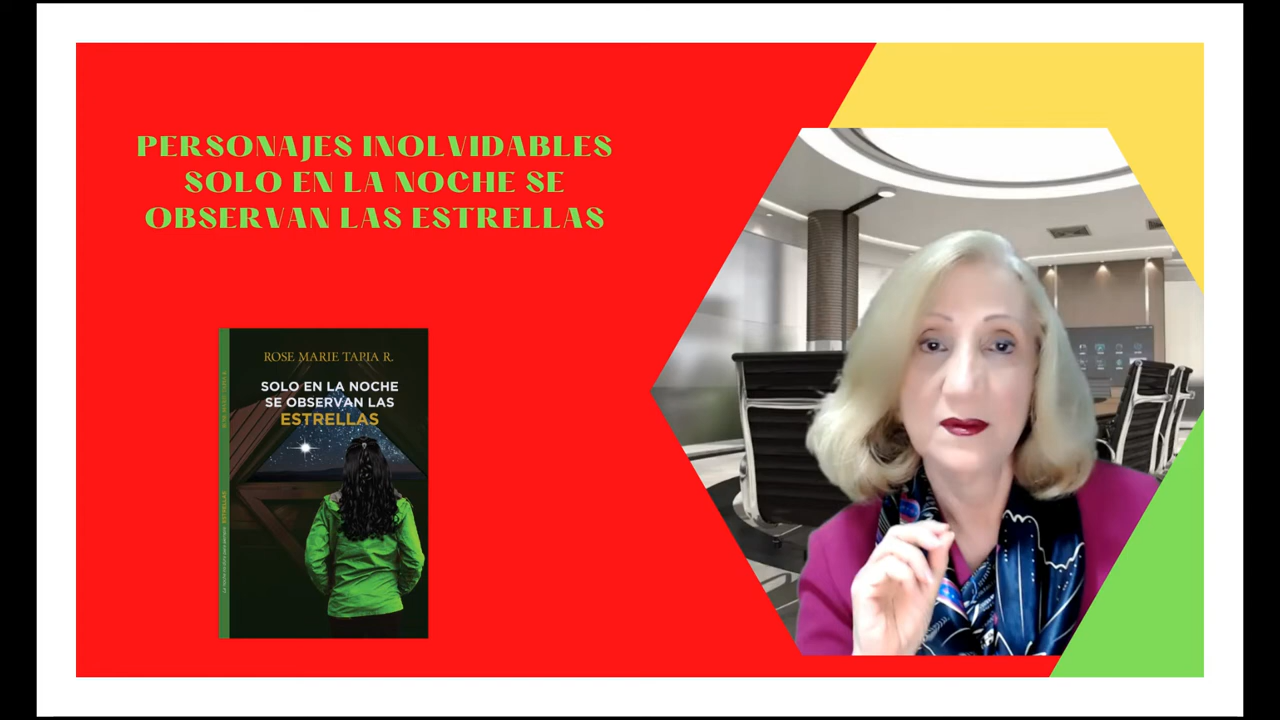 PERSONAJES INOLVIDABLES
SOLO EN LA NOCHE SE
OBSERVAN LAS ESTRELLAS
ROSE MARIE TAPIA R.
SOLO EN LA NOCHE
SE OBSERVAN LAS
ESTRELLAS